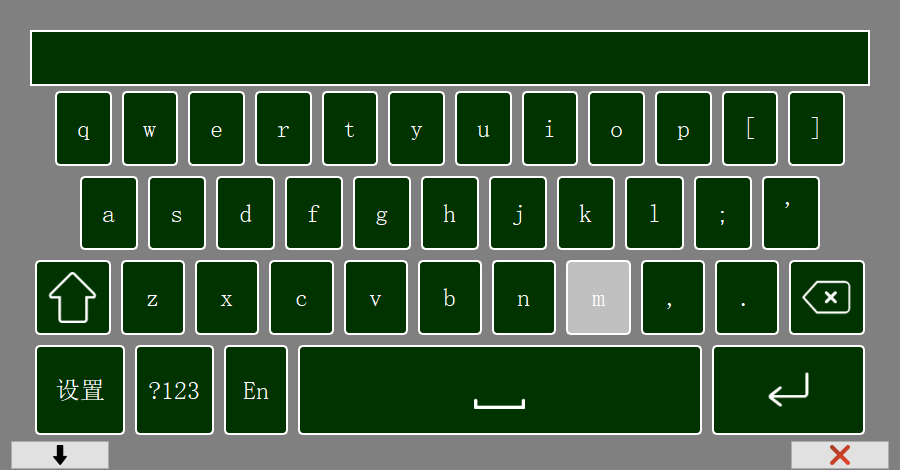 q w e r t y u i o p [ ]
a s d f g h j k l ; '
z x c v b n m , .
设置 ?123 En